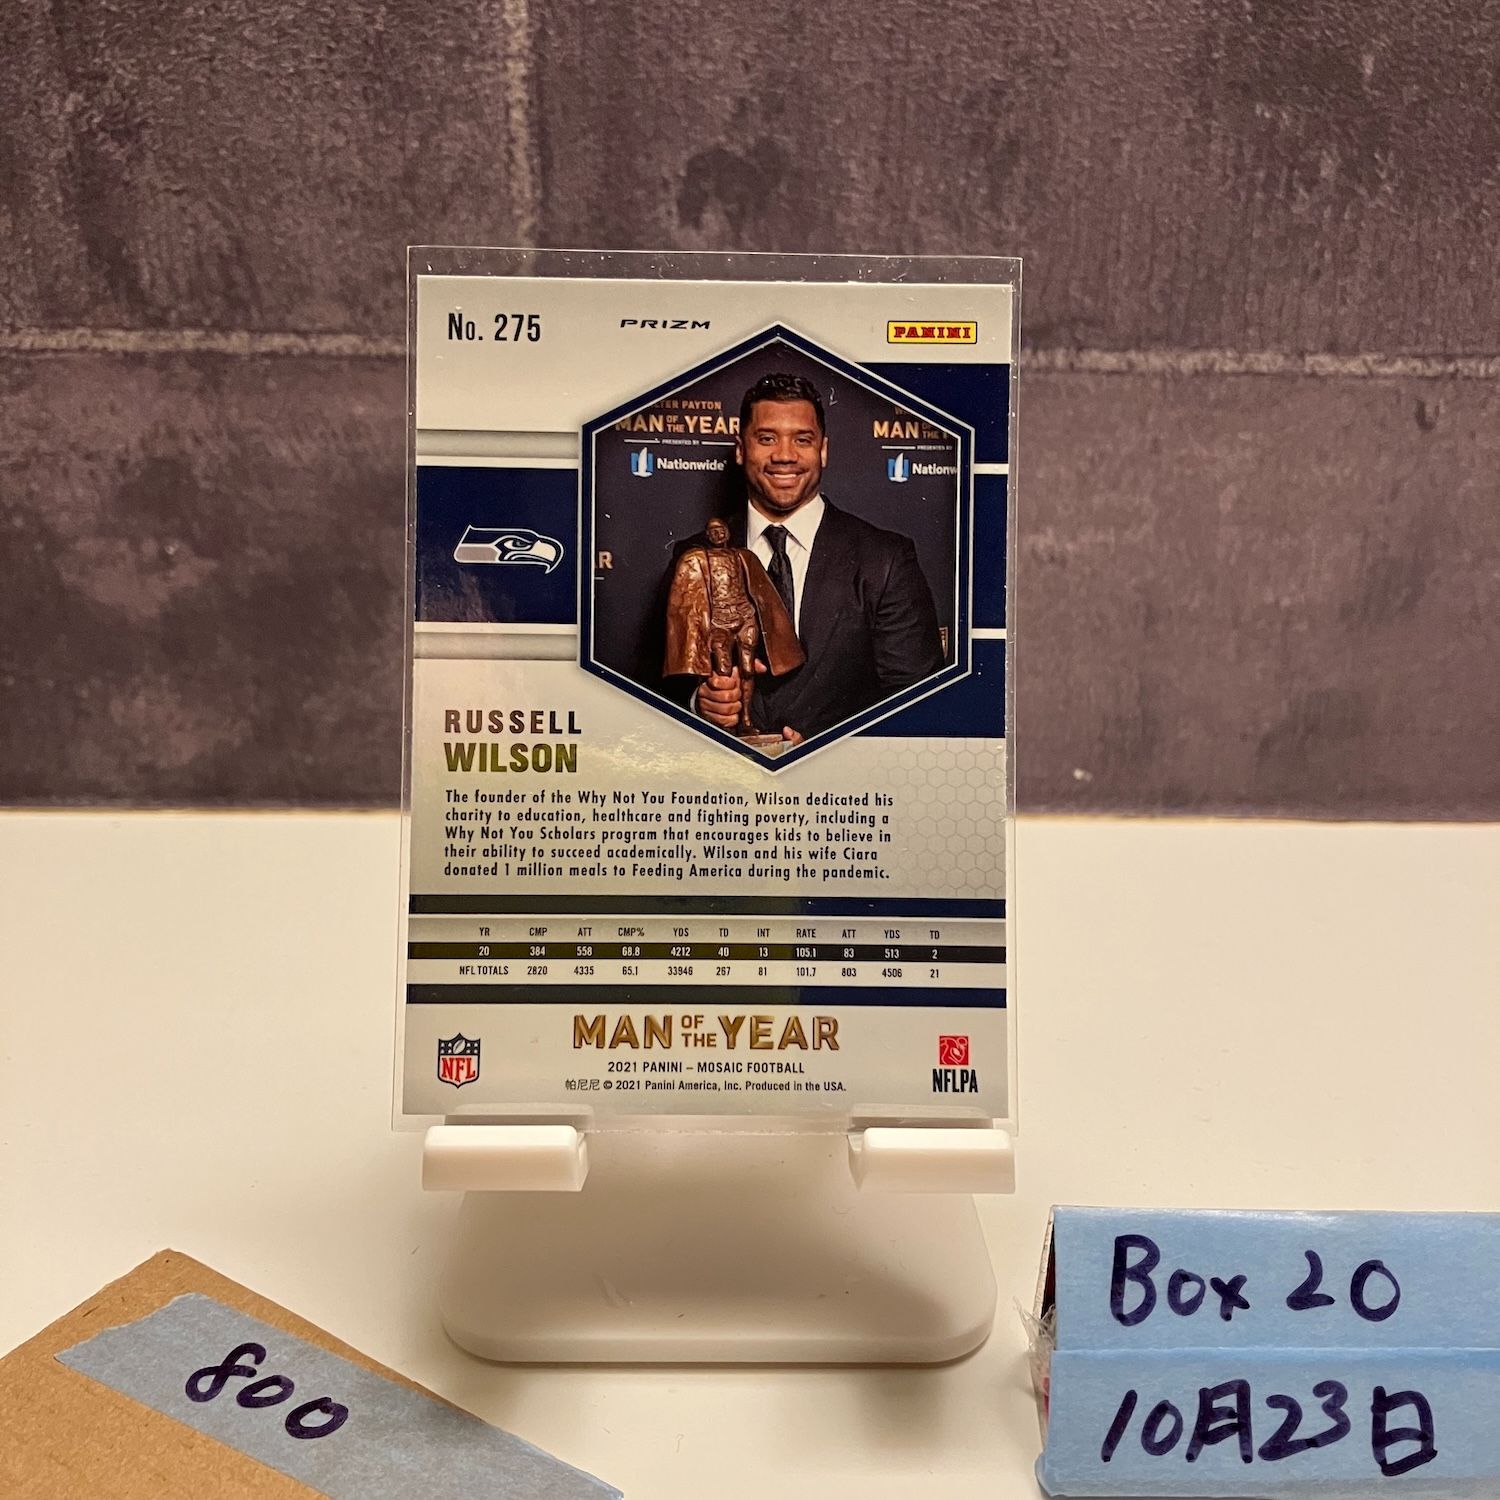 No. 275
PRIZM
PANINI
TER PAYTON
MAN OF THE YEAR
PRESENTED BY
Nationwide
MAN OF THE Y
PRESENTED BY
Nationw
R
RUSSELL
WILSON
The founder of the Why Not You Foundation, Wilson dedicated his
charity to education, healthcare and fighting poverty, including a
Why Not You Scholars program that encourages kids to believe in
their ability to succeed academically. Wilson and his wife Ciara
donated 1 million meals to Feeding America during the pandemic.
YR CMP ATT CMP% YDS TD INT RATE ATT YDS TD
20 384 558 68.8 4212 40 13 105.1 83 513 2
NFL TOTALS 2820 4335 65.1 33946 267 81 101.7 803 4506 21
MAN OF THE YEAR
2021 PANINI – MOSAIC FOOTBALL
帕尼尼 © 2021 Panini America, Inc. Produced in the USA.
NFL
NFLPA
800
Box 20
10月23日